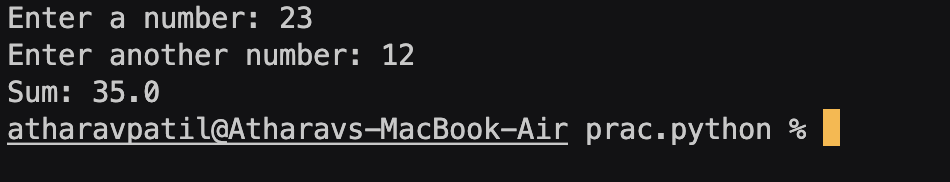 Enter a number: 23
Enter another number: 12
Sum: 35.0
atharavpatil@Atharavs-MacBook-Air prac.python %